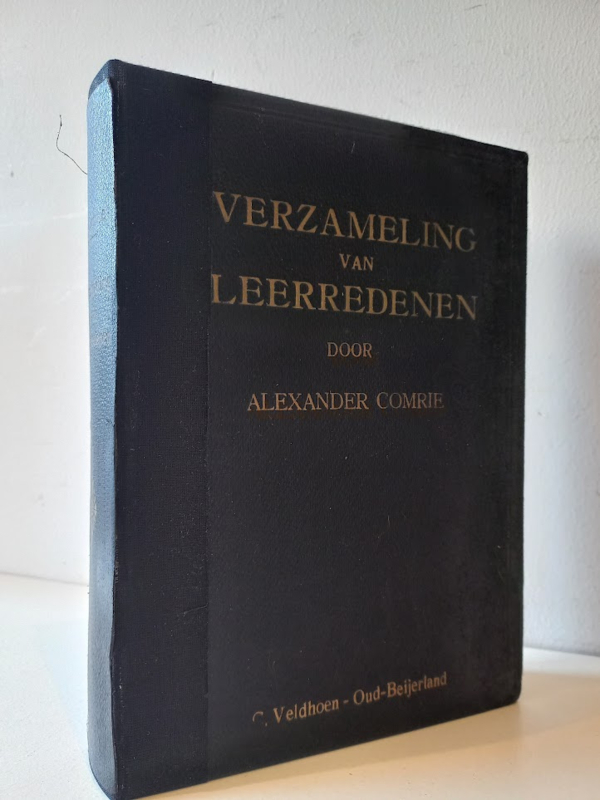 VERZAMELING
VAN
LEERREDENEN
DOOR
ALEXANDER COMRIE
C. Veldhoen - Oud-Beijerland